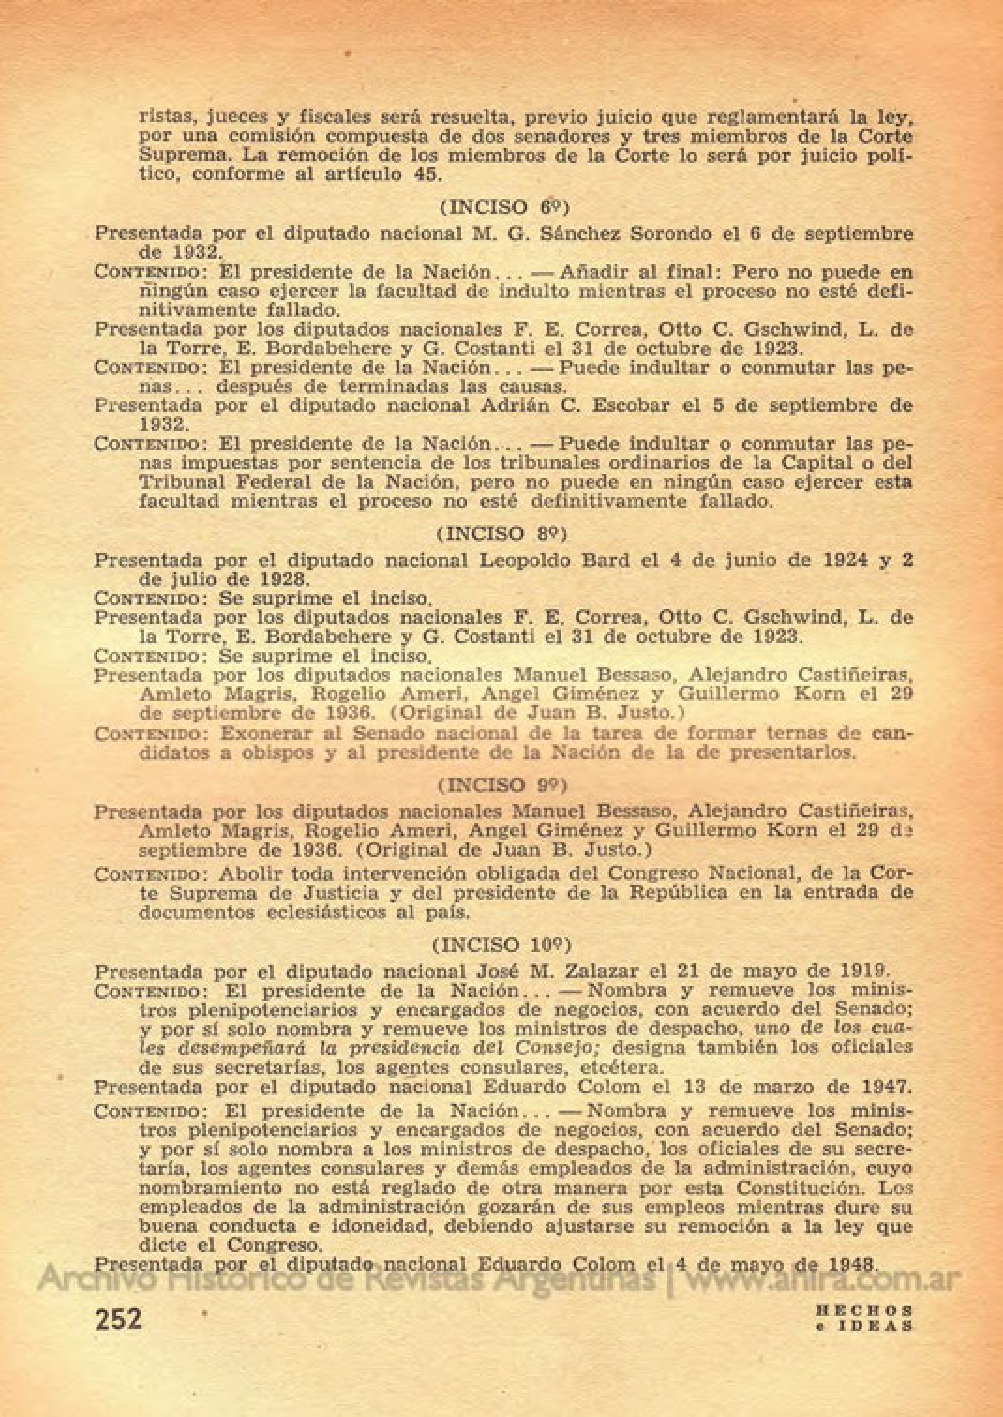 ristas, jueces y fiscales será resuelta, previo juicio que reglamentará la ley,
por una comisión compuesta de dos senadores y tres miembros de la Corte
Suprema. La remoción de los miembros de la Corte lo será por juicio polí-
tico, conforme al artículo 45.
(INCISO 6º)
Presentada por el diputado nacional M. G. Sánchez Sorondo el 6 de septiembre
de 1932.
CONTENIDO: El presidente de la Nación... — Añadir al final: Pero no puede en
ningún caso ejercer la facultad de indulto mientras el proceso no esté defi-
nitivamente fallado.
Presentada por los diputados nacionales F. E. Correa, Otto C. Gschwind, L. de
la Torre, E. Bordabehere y G. Costanti el 31 de octubre de 1923.
CONTENIDO: El presidente de la Nación... — Puede indultar o conmutar las pe-
nas... después de terminadas las causas.
Presentada por el diputado nacional Adrián C. Escobar el 5 de septiembre de
1932.
CONTENIDO: El presidente de la Nación... — Puede indultar o conmutar las pe-
nas impuestas por sentencia de los tribunales ordinarios de la Capital o del
Tribunal Federal de la Nación, pero no puede en ningún caso ejercer esta
facultad mientras el proceso no esté definitivamente fallado.
(INCISO 8º)
Presentada por el diputado nacional Leopoldo Bard el 4 de junio de 1924 y 2
de julio de 1928.
CONTENIDO: Se suprime el inciso.
Presentada por los diputados nacionales F. E. Correa, Otto C. Gschwind, L. de
la Torre, E. Bordabehere y G. Costanti el 31 de octubre de 1923.
CONTENIDO: Se suprime el inciso.
Presentada por los diputados nacionales Manuel Bessaso, Alejandro Castiñeiras,
Amleto Magris, Rogelio Ameri, Angel Giménez y Guillermo Korn el 29
de septiembre de 1936. (Original de Juan B. Justo.)
CONTENIDO: Exonerar al Senado nacional de la tarea de formar ternas de can-
didatos a obispos y al presidente de la Nación de la de presentarlos.
(INCISO 9º)
Presentada por los diputados nacionales Manuel Bessaso, Alejandro Castiñeiras,
Amleto Magris, Rogelio Ameri, Angel Giménez y Guillermo Korn el 29 de
septiembre de 1936. (Original de Juan B. Justo.)
CONTENIDO: Abolir toda intervención obligada del Congreso Nacional, de la Cor-
te Suprema de Justicia y del presidente de la República en la entrada de
documentos eclesiásticos al país.
(INCISO 10º)
Presentada por el diputado nacional José M. Zalazar el 21 de mayo de 1919.
CONTENIDO: El presidente de la Nación... — Nombra y remueve los minis-
tros plenipotenciarios y encargados de negocios, con acuerdo del Senado;
y por sí solo nombra y remueve los ministros de despacho, uno de los cua-
les desempeñará la presidencia del Consejo; designa también los oficiales
de sus secretarías, los agentes consulares, etcétera.
Presentada por el diputado nacional Eduardo Colom el 13 de marzo de 1947.
CONTENIDO: El presidente de la Nación... — Nombra y remueve los minis-
tros plenipotenciarios y encargados de negocios, con acuerdo del Senado;
y por sí solo nombra a los ministros de despacho, los oficiales de su secre-
taría, los agentes consulares y demás empleados de la administración, cuyo
nombramiento no está reglado de otra manera por esta Constitución. Los
empleados de la administración gozarán de sus empleos mientras dure su
buena conducta e idoneidad, debiendo ajustarse su remoción a la ley que
dicte el Congreso.
Presentada por el diputado nacional Eduardo Colom el 4 de mayo de 1948.
Archivo Histórico de Revistas Argentinas | www.ahira.com.ar
252
HECHOS
e IDEAS